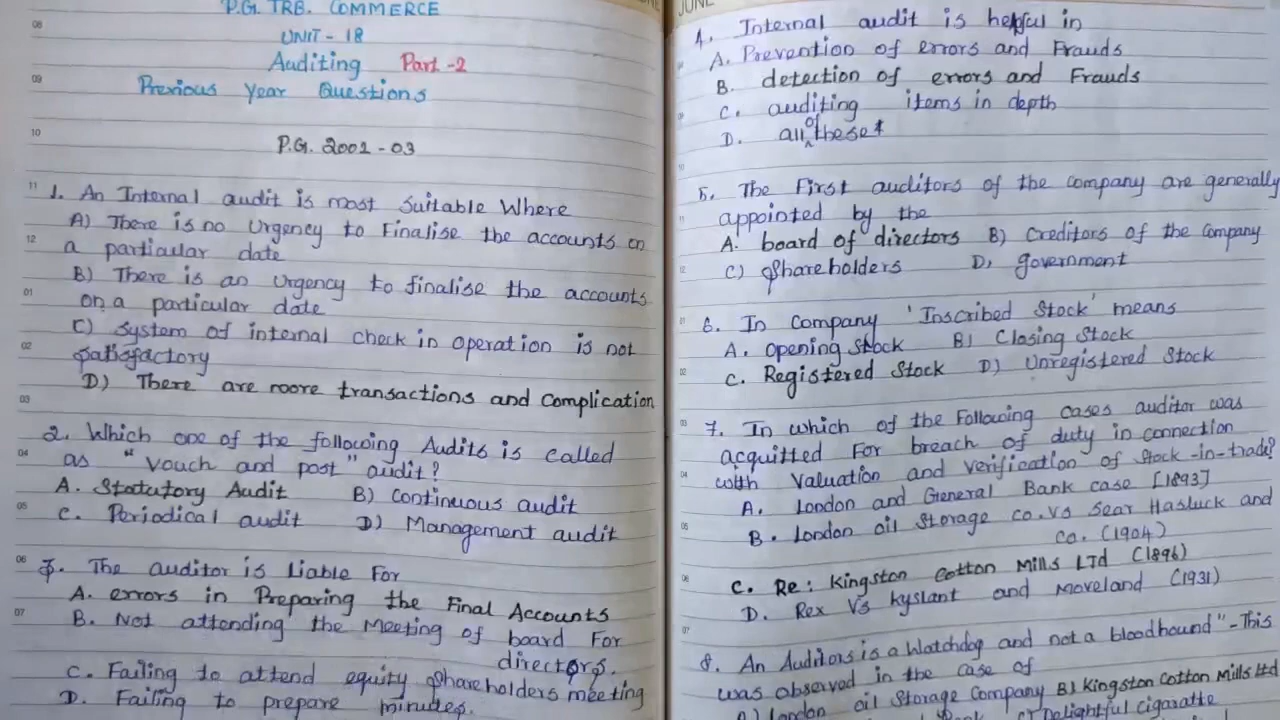 P.G. TRB. COMMERCE
UNIT - 18
Auditing Part -2
Previous Year Questions
P.G. 2001 - 03
1. An Internal audit is most Suitable Where
A) There is no Urgency to Finalise the accounts on
a particular date
B) There is an Urgency to finalise the accounts
on a particular date
C) System of internal check in operation is not
Satisfactory
D) There are more transactions and Complication
2. Which one of the following Audits is called
as "Vouch and post" audit?
A. Statutory Audit B) Continuous audit
C. Periodical audit D) Management audit
3. The auditor is Liable For
A. errors in Preparing the Final Accounts
B. Not attending the Meeting of board For
directors.
C. Failing to attend equity Shareholders meeting
D. Failing to prepare minutes.
JUNE
4. Internal audit is helpful in
A. Prevention of errors and Frauds
B. detection of errors and Frauds
C. auditing items in depth
D. all of these
5. The First auditors of the company are generally
appointed by the
A. board of directors B) Creditors of the Company
C) Shareholders D, government
6. In Company 'Inscribed Stock' means
A. Opening Stock B) Closing Stock
C. Registered Stock D) Unregistered Stock
7. In which of the Following cases auditor was
acquitted For breach of duty in connection
with Valuation and Verification of Stock-in-trade?
A. London and General Bank case [1893]
B. London oil Storage co. Vs Sear Hasluck and
Co. (1904)
C. Re: Kingston Cotton Mills LTD (1896)
D. Rex Vs Kyslant and Moveland (1931)
8. An Auditors is a Watchdog and not a bloodhound" - This
was observed in the case of
A) London oil Storage Company B) Kingston Cotton Mills Ltd
C) Delightful Cigaratte